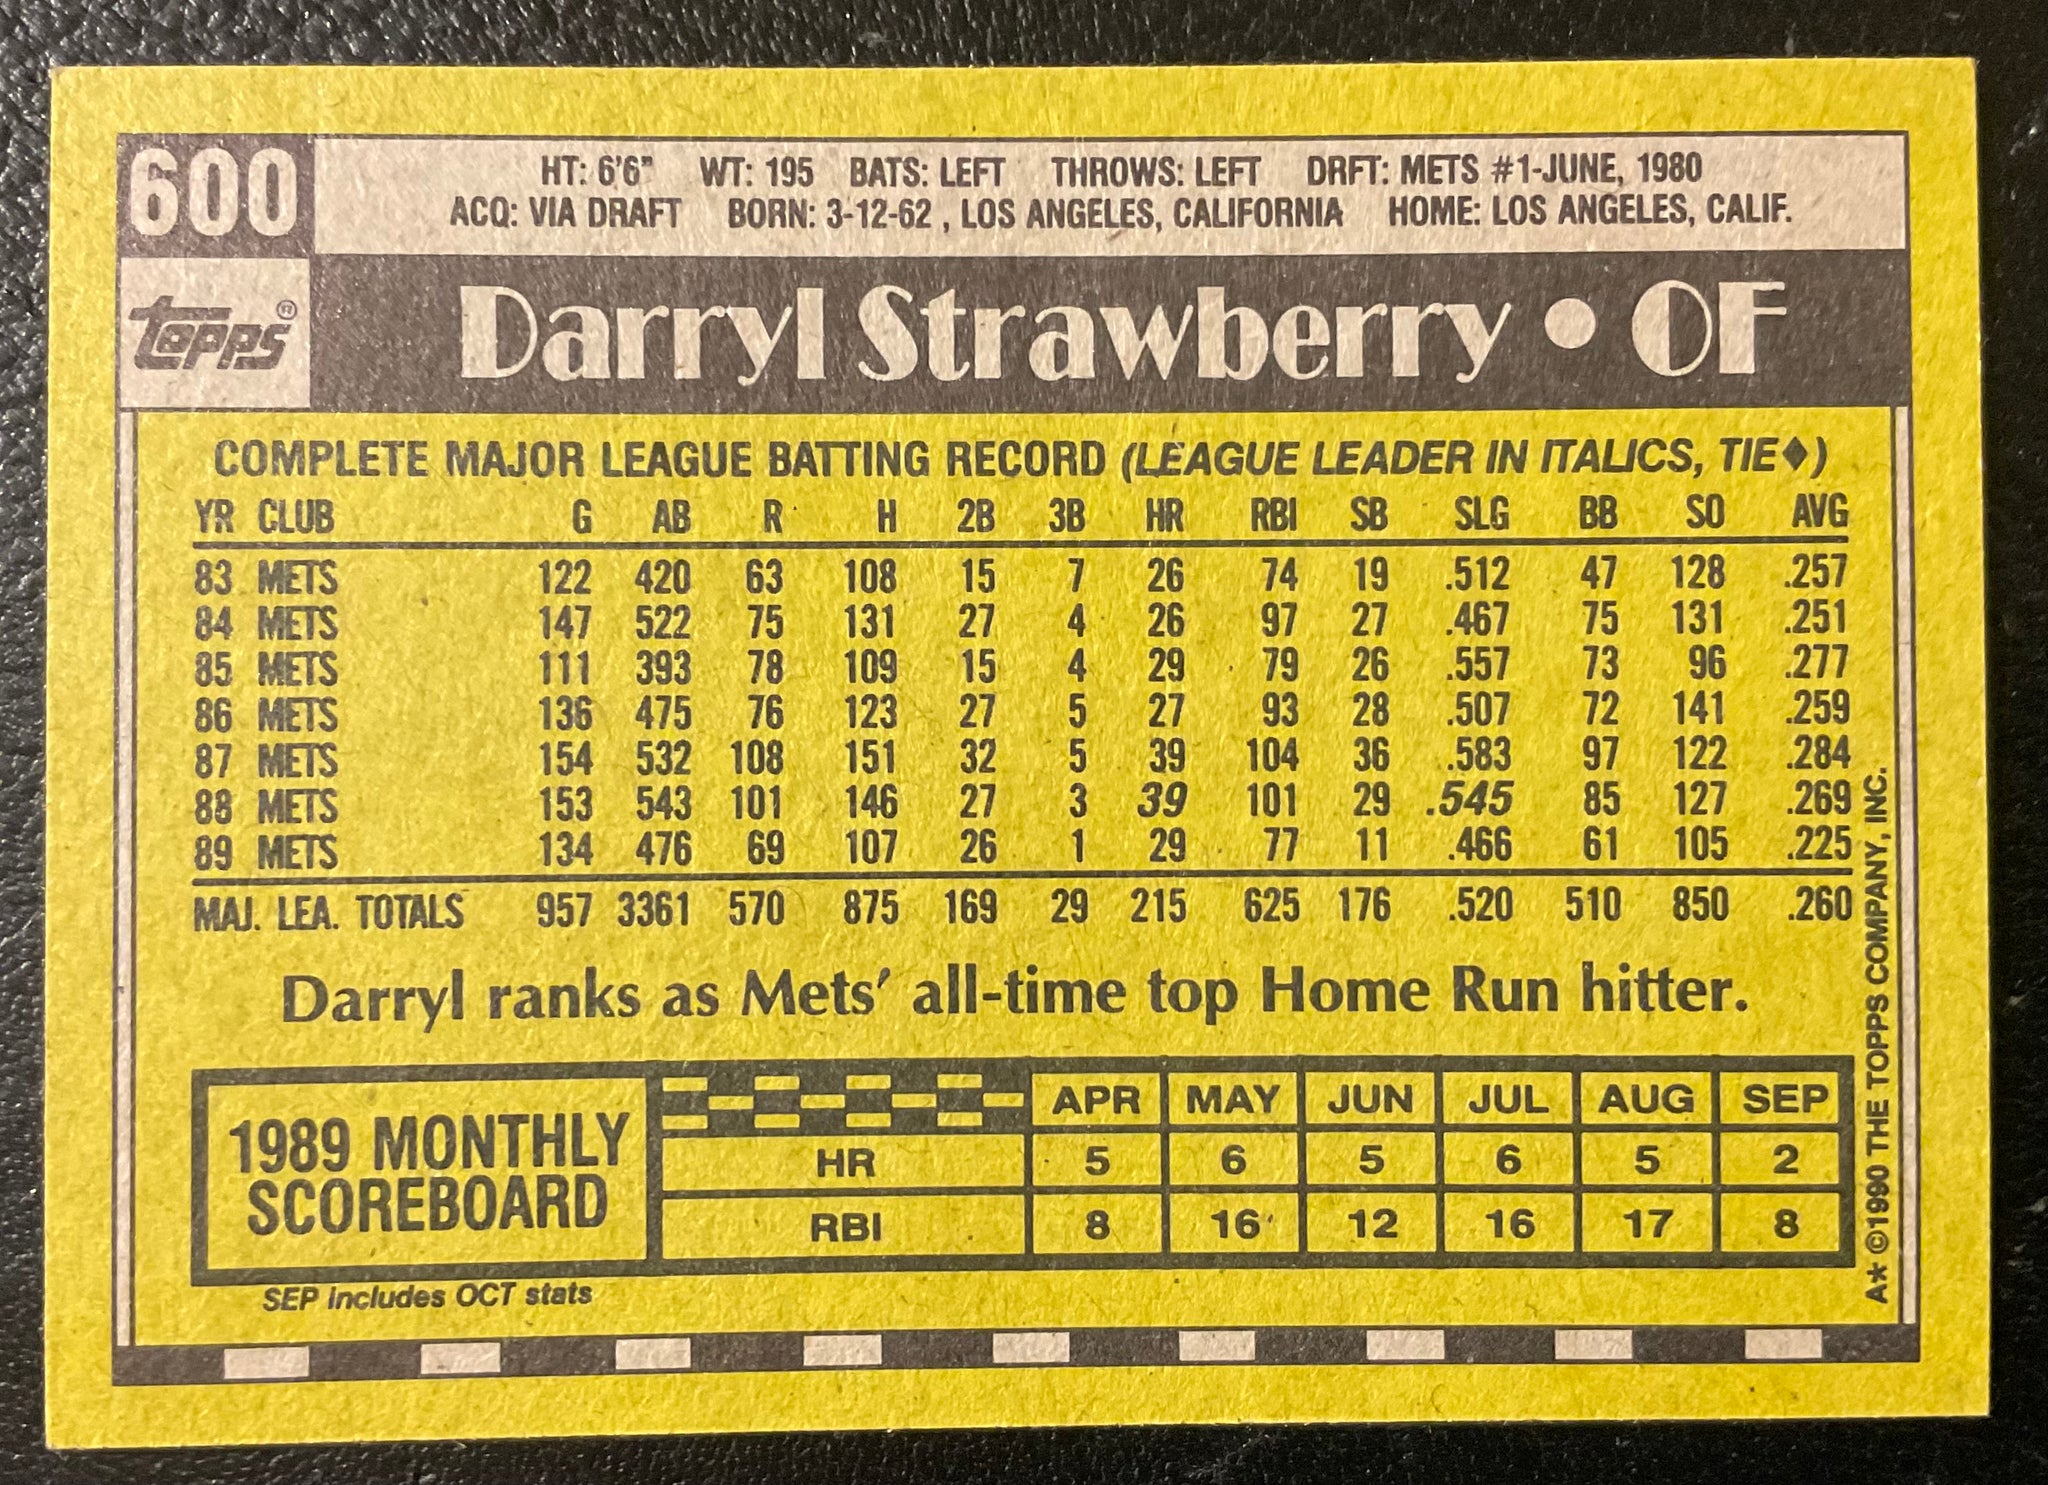 600
HT: 6'6" WT: 195 BATS: LEFT THROWS: LEFT DRFT: METS #1-JUNE, 1980
ACQ: VIA DRAFT BORN: 3-12-62 , LOS ANGELES, CALIFORNIA HOME: LOS ANGELES, CALIF.
topps®
Darryl Strawberry • OF
COMPLETE MAJOR LEAGUE BATTING RECORD (LEAGUE LEADER IN ITALICS, TIE♦)
YR CLUB G AB R H 2B 3B HR RBI SB SLG BB SO AVG
83 METS 122 420 63 108 15 7 26 74 19 .512 47 128 .257
84 METS 147 522 75 131 27 4 26 97 27 .467 75 131 .251
85 METS 111 393 78 109 15 4 29 79 26 .557 73 96 .277
86 METS 136 475 76 123 27 5 27 93 28 .507 72 141 .259
87 METS 154 532 108 151 32 5 39 104 36 .583 97 122 .284
88 METS 153 543 101 146 27 3 39 101 29 .545 85 127 .269
89 METS 134 476 69 107 26 1 29 77 11 .466 61 105 .225
MAJ. LEA. TOTALS 957 3361 570 875 169 29 215 625 176 .520 510 850 .260
Darryl ranks as Mets' all-time top Home Run hitter.
1989 MONTHLY
SCOREBOARD
APR MAY JUN JUL AUG SEP
HR 5 6 5 6 5 2
RBI 8 16 12 16 17 8
SEP includes OCT stats
A* ©1990 THE TOPPS COMPANY, INC.